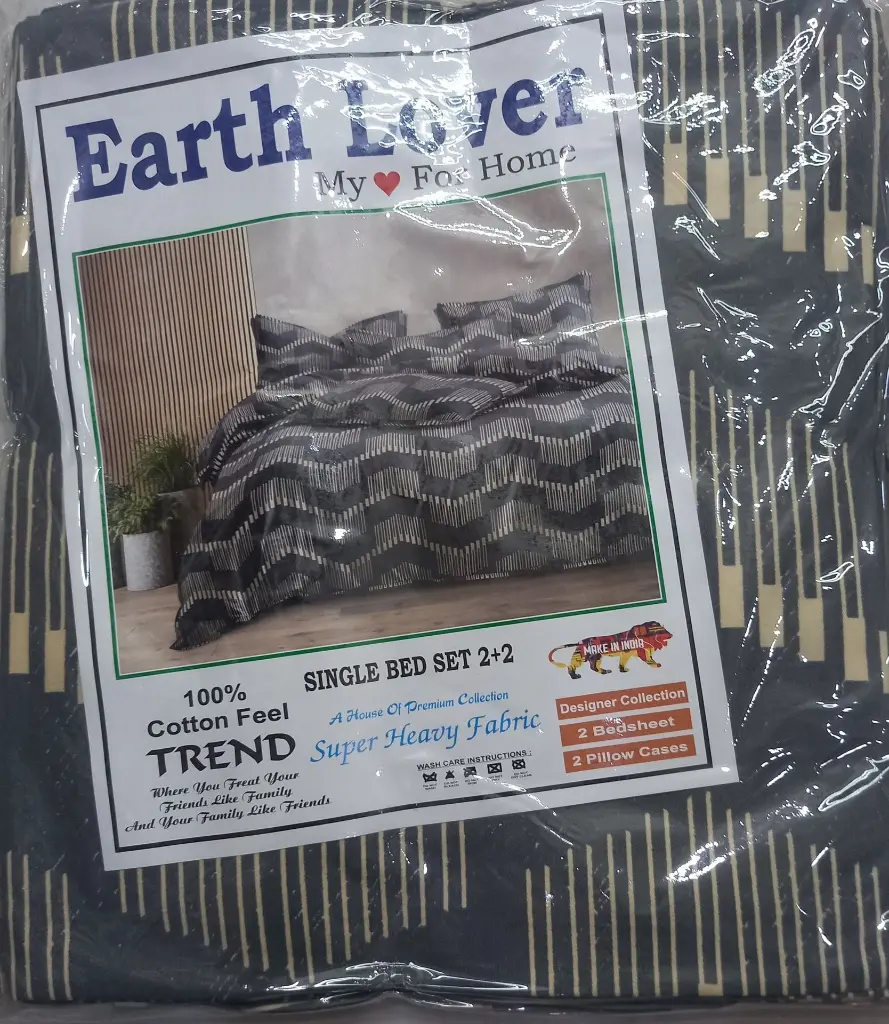 Earth Lover
My ❤ For Home
SINGLE BED SET 2+2
MAKE IN INDIA
100%
Cotton Feel
TREND
Where You Treat Your
Friends Like Family
And Your Family Like Friends
A House Of Premium Collection
Super Heavy Fabric
WASH CARE INSTRUCTIONS :
Designer Collection
2 Bedsheet
2 Pillow Cases